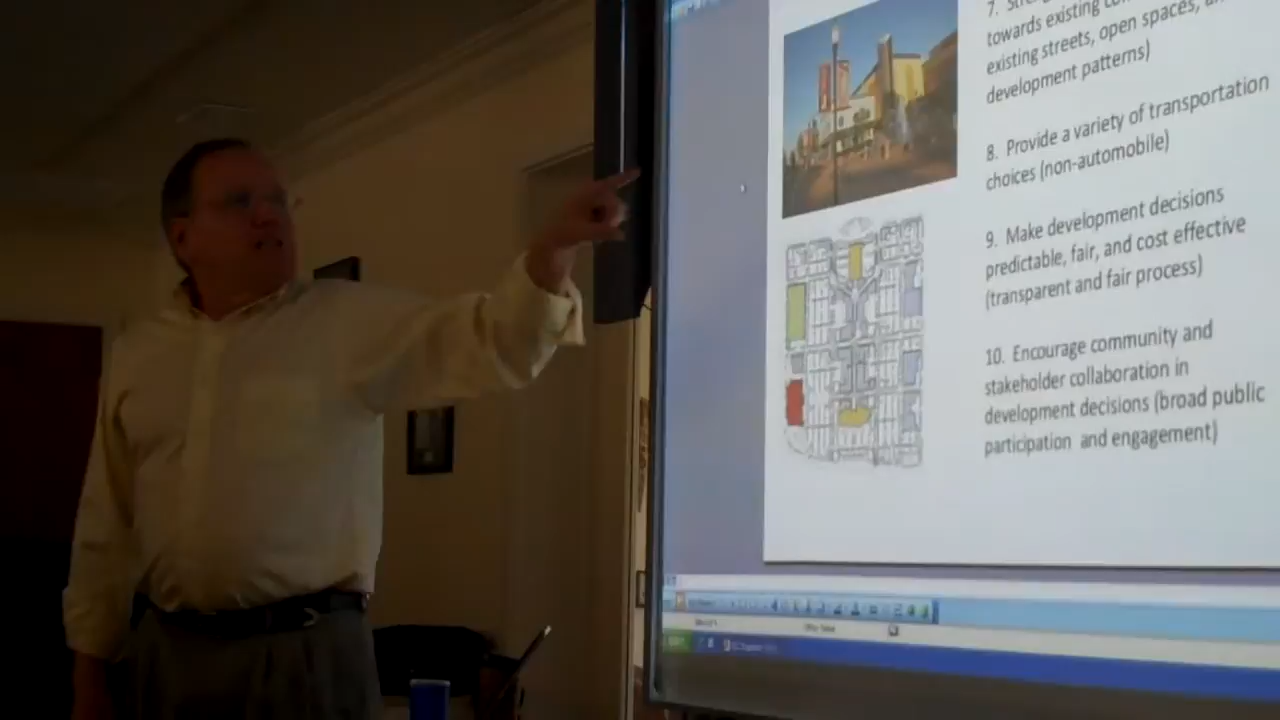 7.
towards existing
existing streets, open spaces,
development patterns)
8. Provide a variety of transportation
choices (non-automobile)
9. Make development decisions
predictable, fair, and cost effective
(transparent and fair process)
10. Encourage community and
stakeholder collaboration in
development decisions (broad public
participation and engagement)